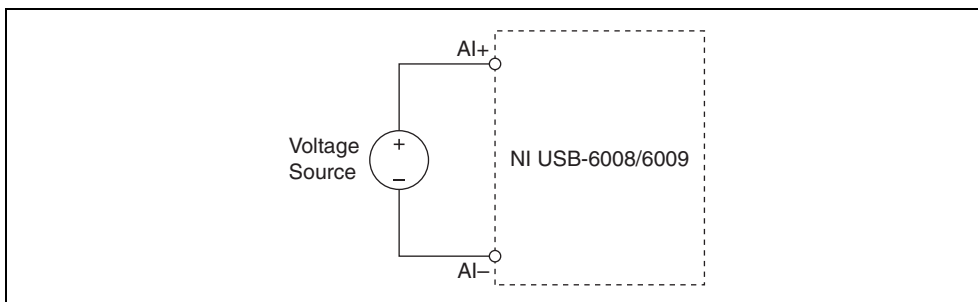 AI+
Voltage
Source
+
–
NI USB-6008/6009
AI–